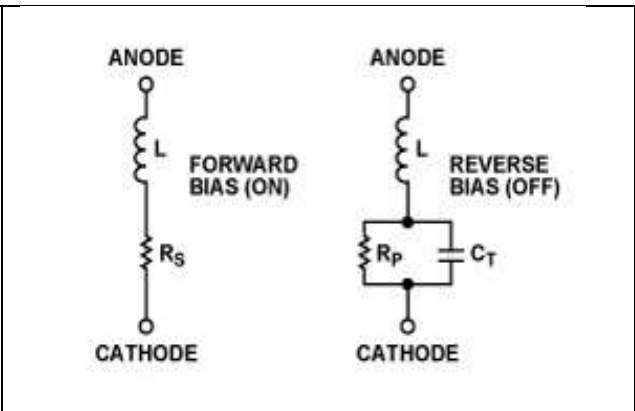 ANODE
L
FORWARD
BIAS (ON)
RS
CATHODE
ANODE
L
REVERSE
BIAS (OFF)
RP
CT
CATHODE